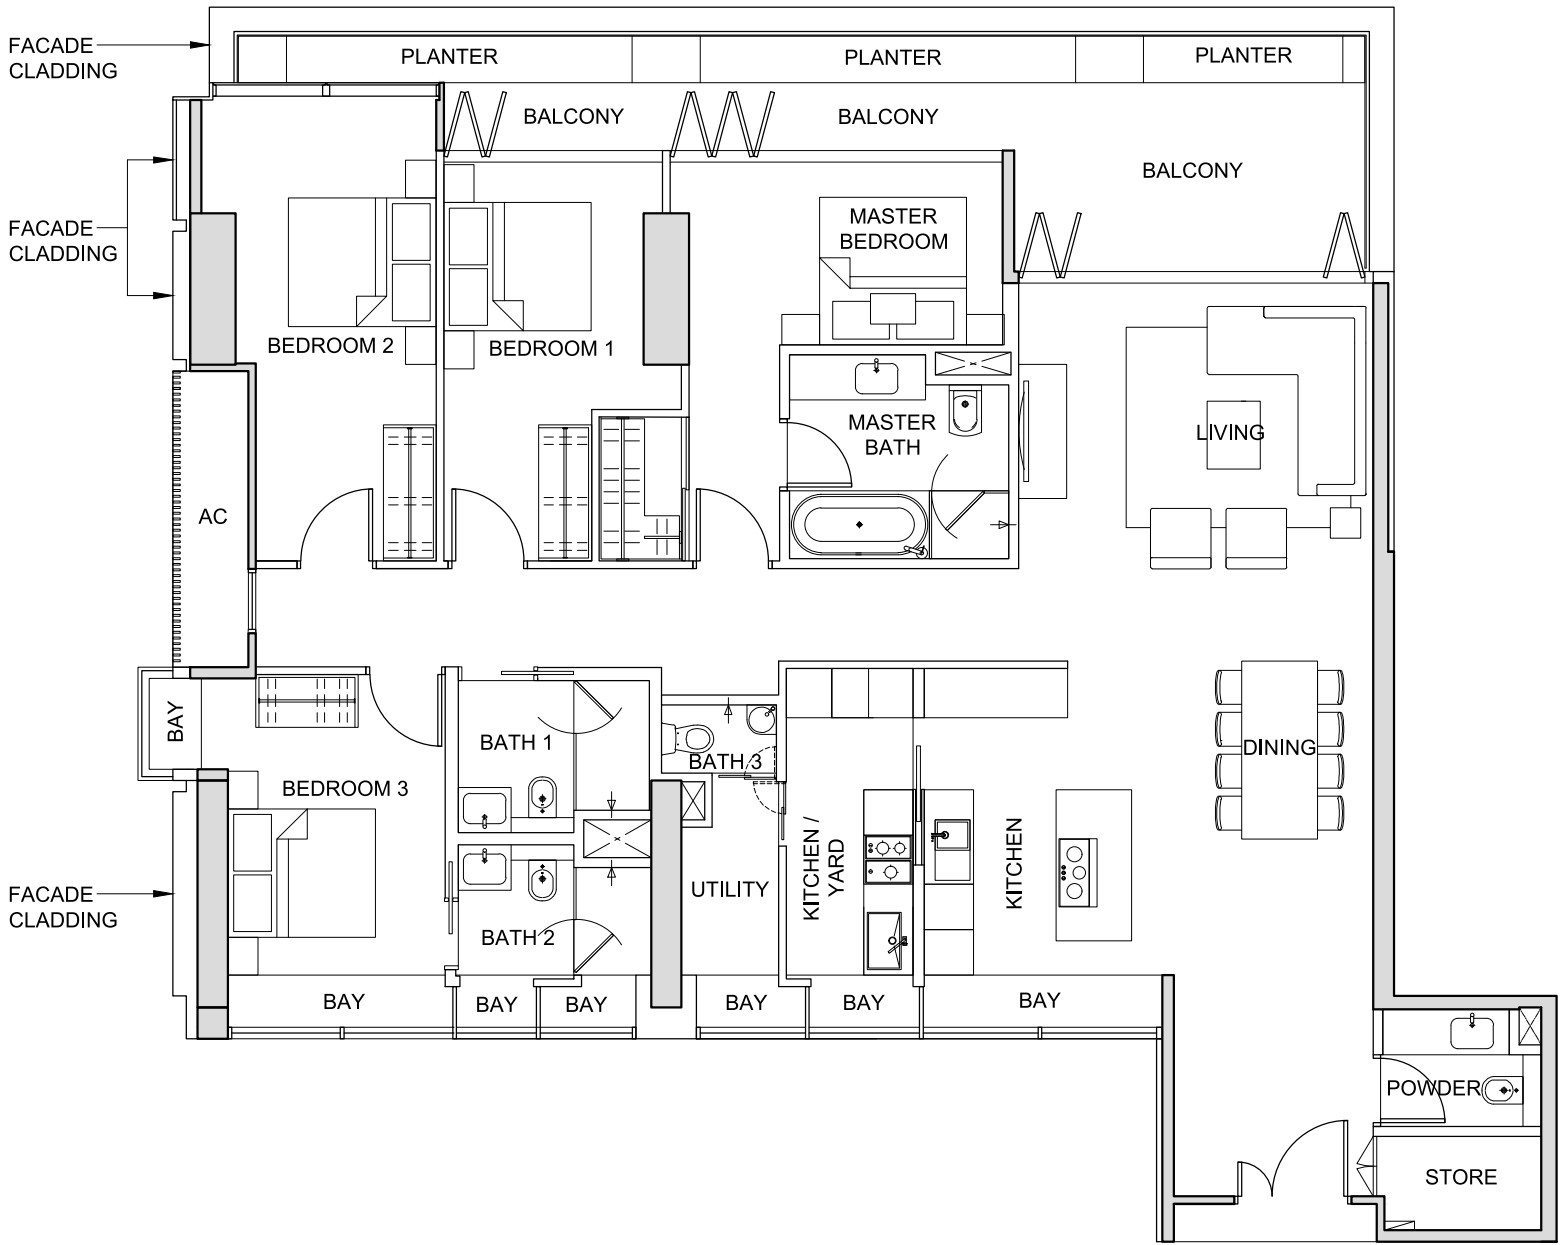 FACADE
CLADDING
PLANTER
PLANTER
PLANTER
BALCONY
BALCONY
BALCONY
FACADE
CLADDING
MASTER
BEDROOM
BEDROOM 2
BEDROOM 1
MASTER
BATH
LIVING
AC
BAY
BATH 1
BATH 3
DINING
BEDROOM 3
KITCHEN /
YARD
KITCHEN
UTILITY
FACADE
CLADDING
BATH 2
BAY
BAY
BAY
BAY
BAY
BAY
POWDER
STORE